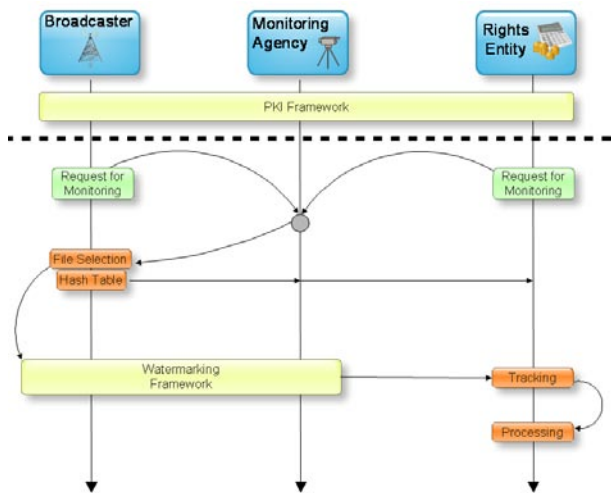 Broadcaster
Monitoring
Agency
Rights
Entity
PKI Framework
Request for
Monitoring
Request for
Monitoring
File Selection
Hash Table
Watermarking
Framework
Tracking
Processing